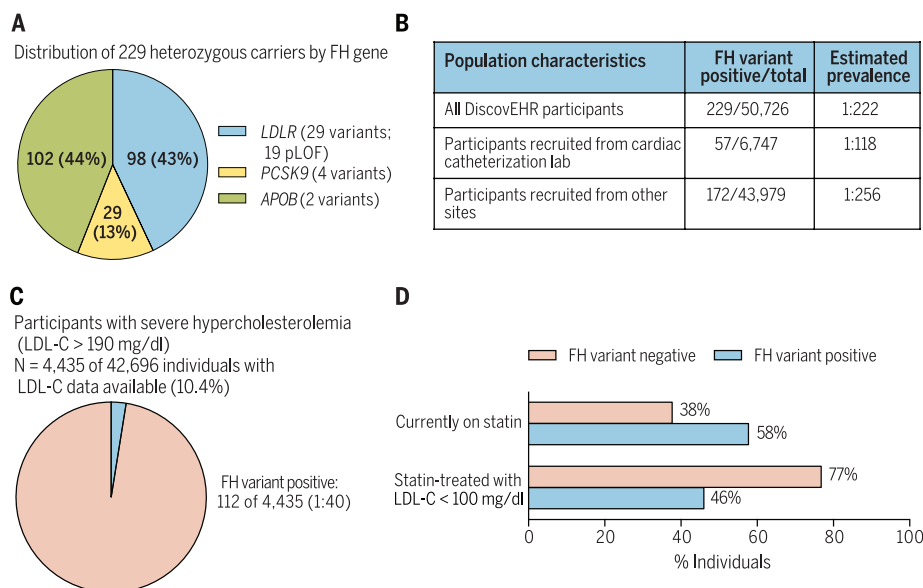 A
Distribution of 229 heterozygous carriers by FH gene
102 (44%)
98 (43%)
29
(13%)
LDLR (29 variants;
19 pLOF)
PCSK9 (4 variants)
APOB (2 variants)
B
Population characteristics
FH variant
positive/total
Estimated
prevalence
All DiscovEHR participants
229/50,726
1:222
Participants recruited from cardiac
catheterization lab
57/6,747
1:118
Participants recruited from other
sites
172/43,979
1:256
C
Participants with severe hypercholesterolemia
(LDL-C > 190 mg/dl)
N = 4,435 of 42,696 individuals with
LDL-C data available (10.4%)
FH variant positive:
112 of 4,435 (1:40)
D
FH variant negative
FH variant positive
Currently on statin
38%
58%
Statin-treated with
LDL-C < 100 mg/dl
77%
46%
0
20
40
60
80
100
% Individuals